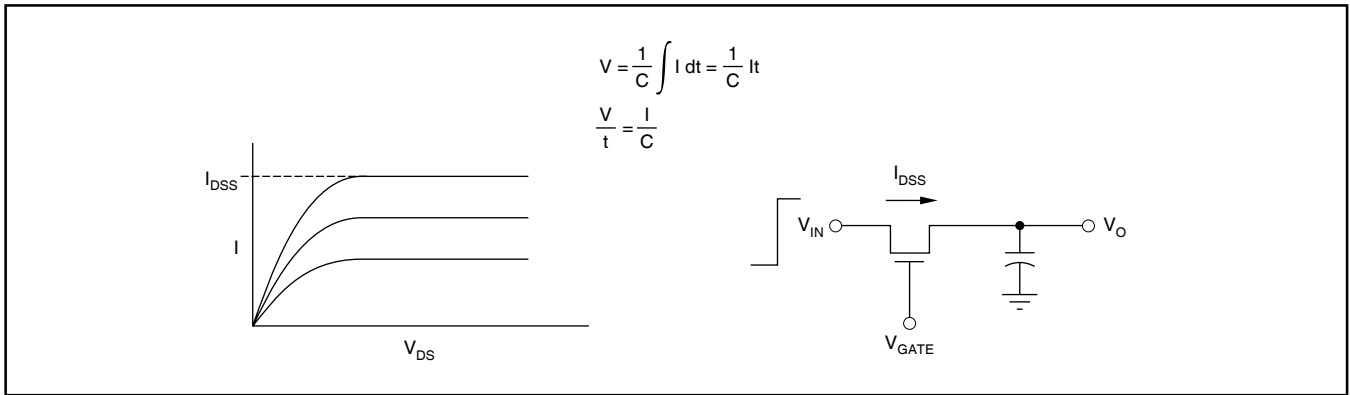 V = 1/C ∫ I dt = 1/C It
V/t = I/C
I_DSS
I
V_DS
I_DSS
V_IN
V_O
V_GATE